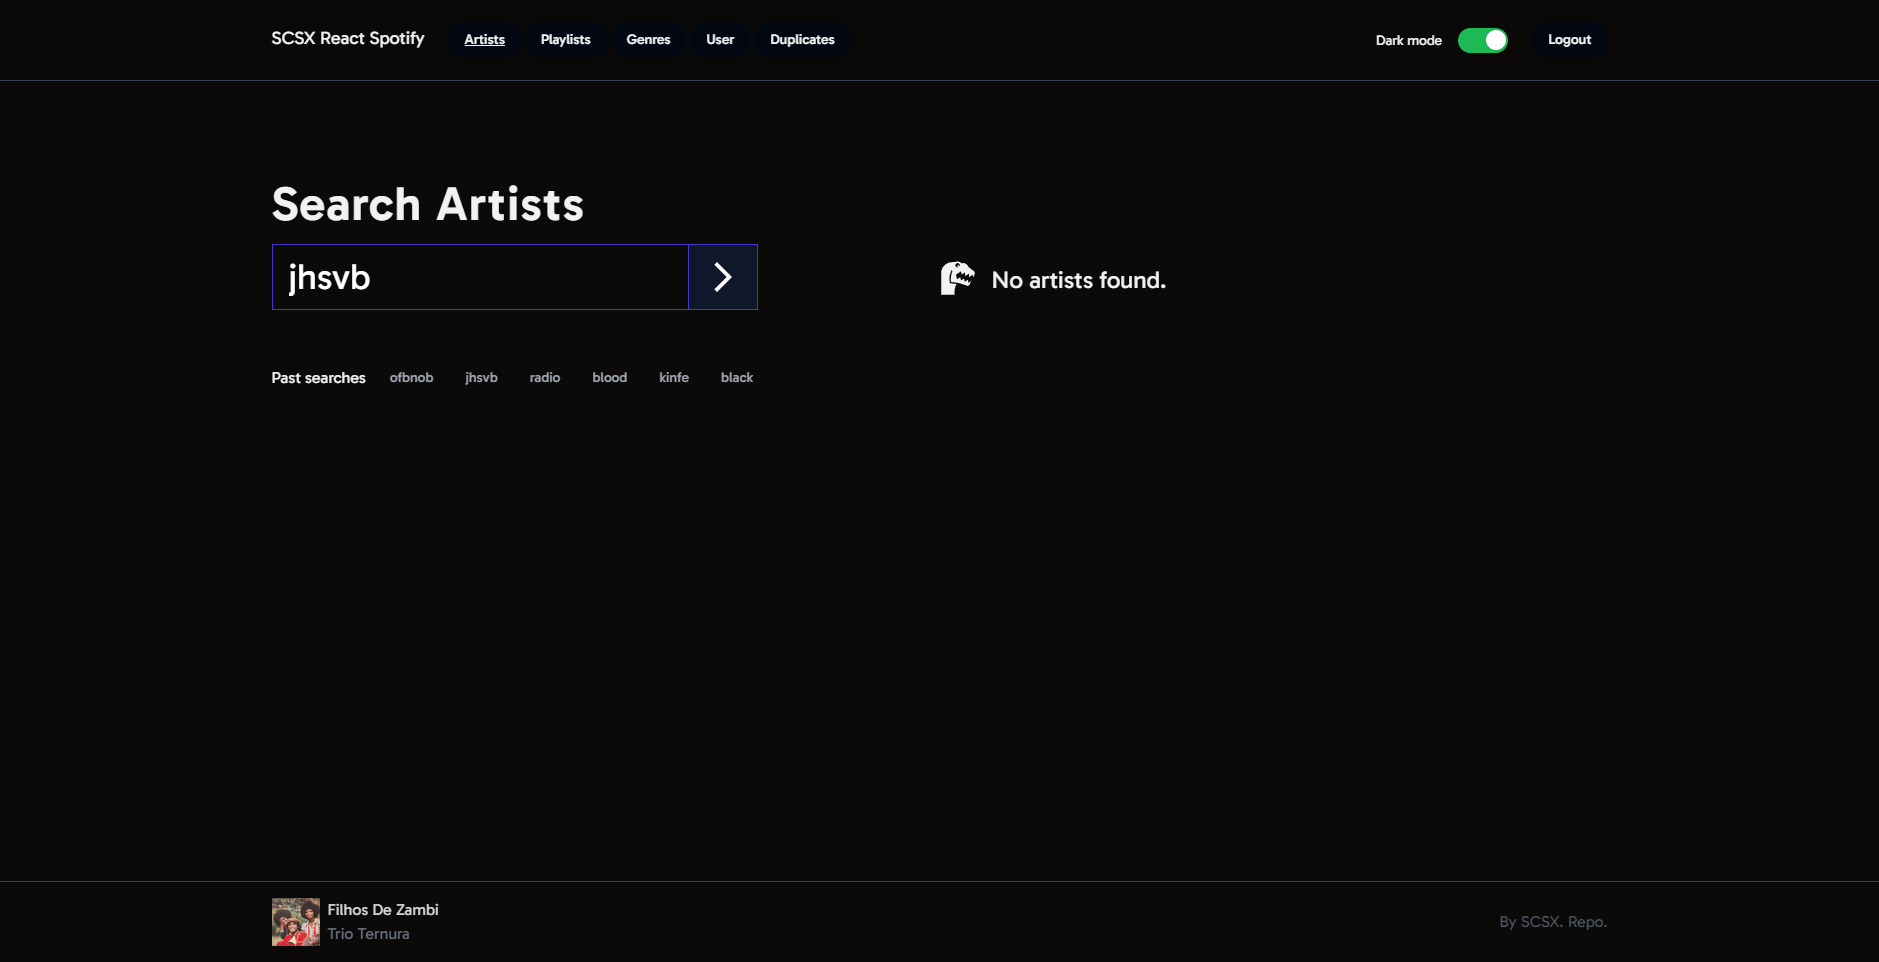 SCSX React Spotify Artists Playlists Genres User Duplicates Dark mode Logout
Search Artists
jhsvb
No artists found.
Past searches ofbnob jhsvb radio blood kinfe black
Filhos De Zambi
Trio Ternura
By SCSX. Repo.